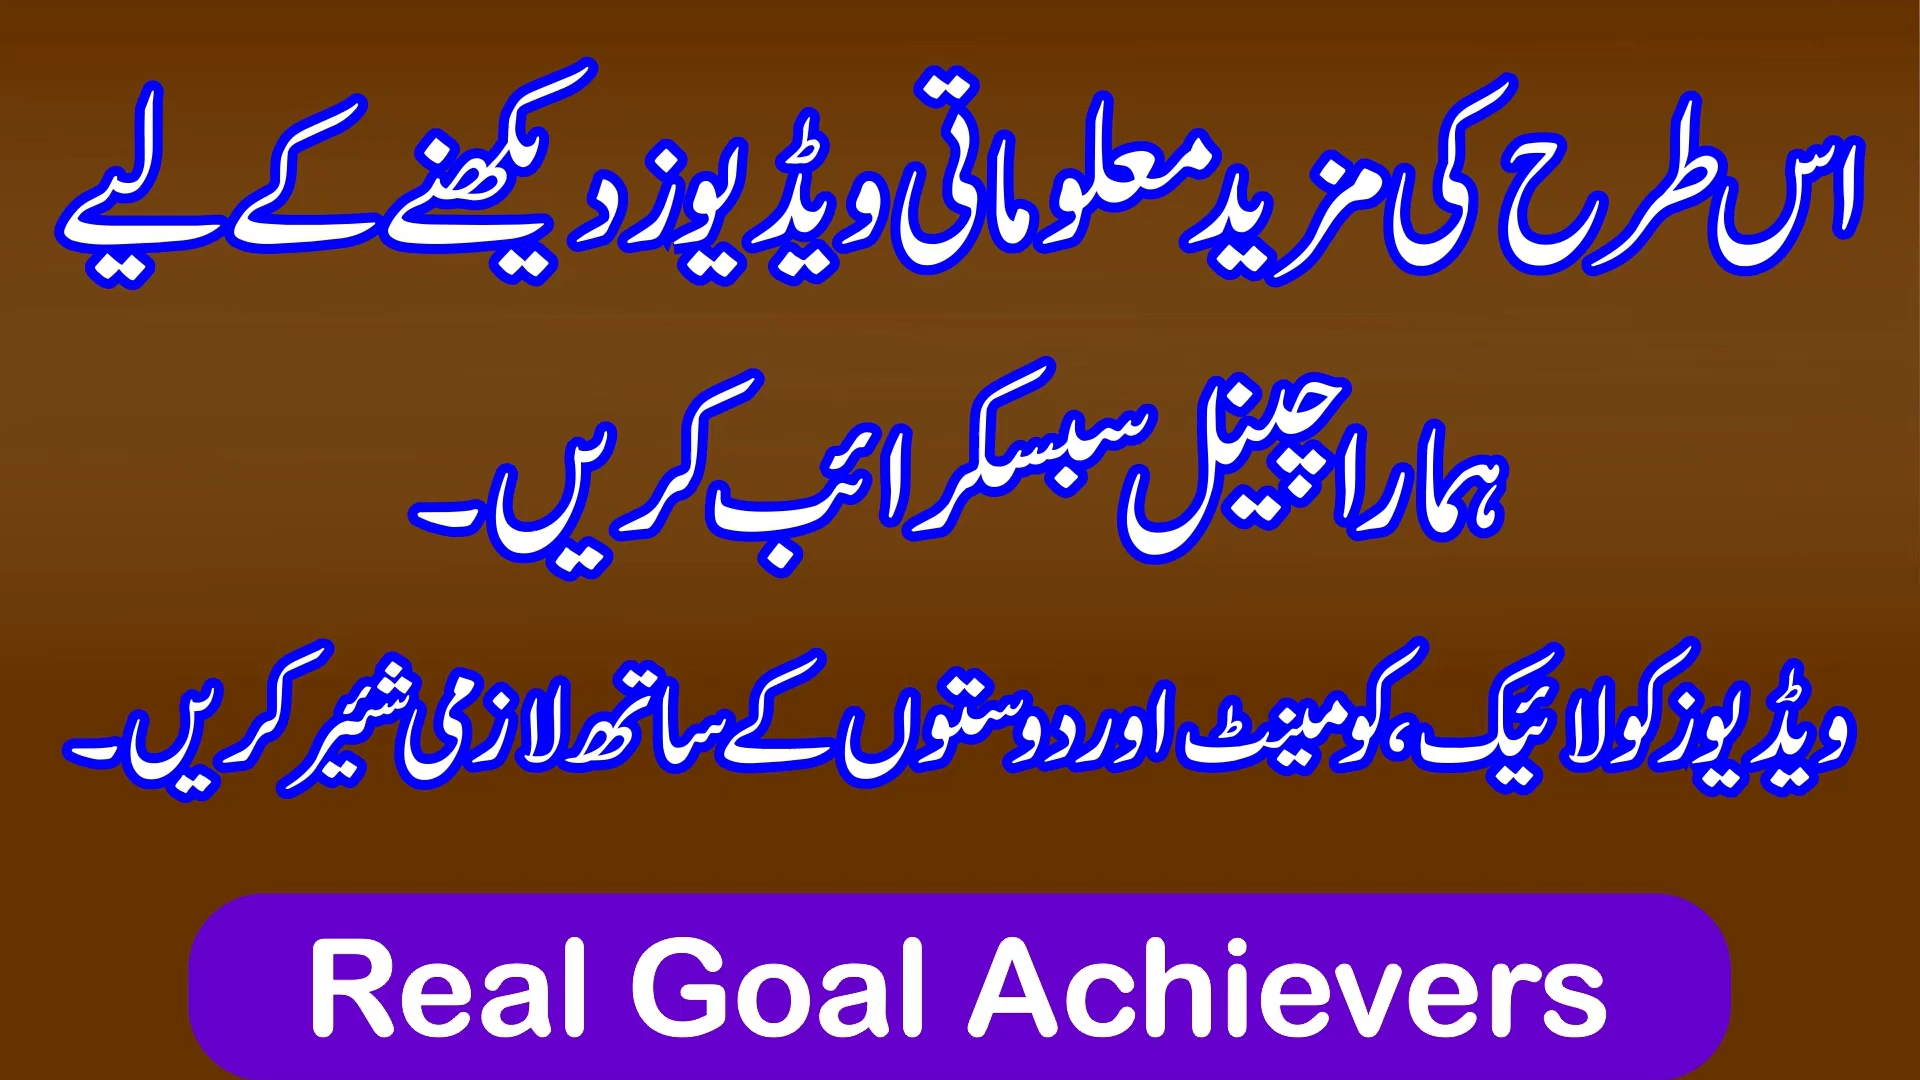 اس طرح کی مزید معلوماتی ویڈیوز دیکھنے کے لیے
ہمارا چینل سبسکرائب کریں۔
ویڈیوز کو لائیک، کومینٹ اور دوستوں کے ساتھ لازمی شئیر کریں۔
Real Goal Achievers